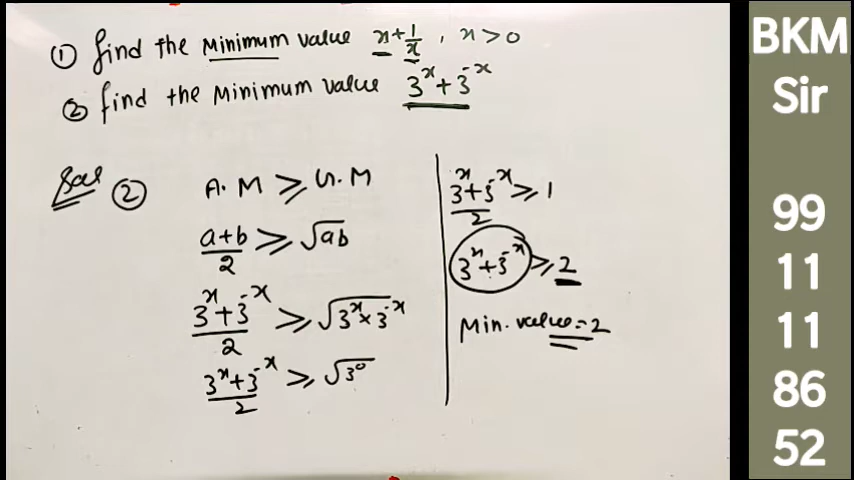 ① find the Minimum value x+1/x , x>0
② find the Minimum value 3^x+3^-x
Sol ②
A.M ≥ G.M
(a+b)/2 ≥ √ab
(3^x+3^-x)/2 ≥ √3^x×3^-x
(3^x+3^-x)/2 ≥ √3^0
(3^x+3^-x)/2 ≥ 1
3^x+3^-x ≥ 2
Min. value = 2
BKM
Sir
99
11
11
86
52